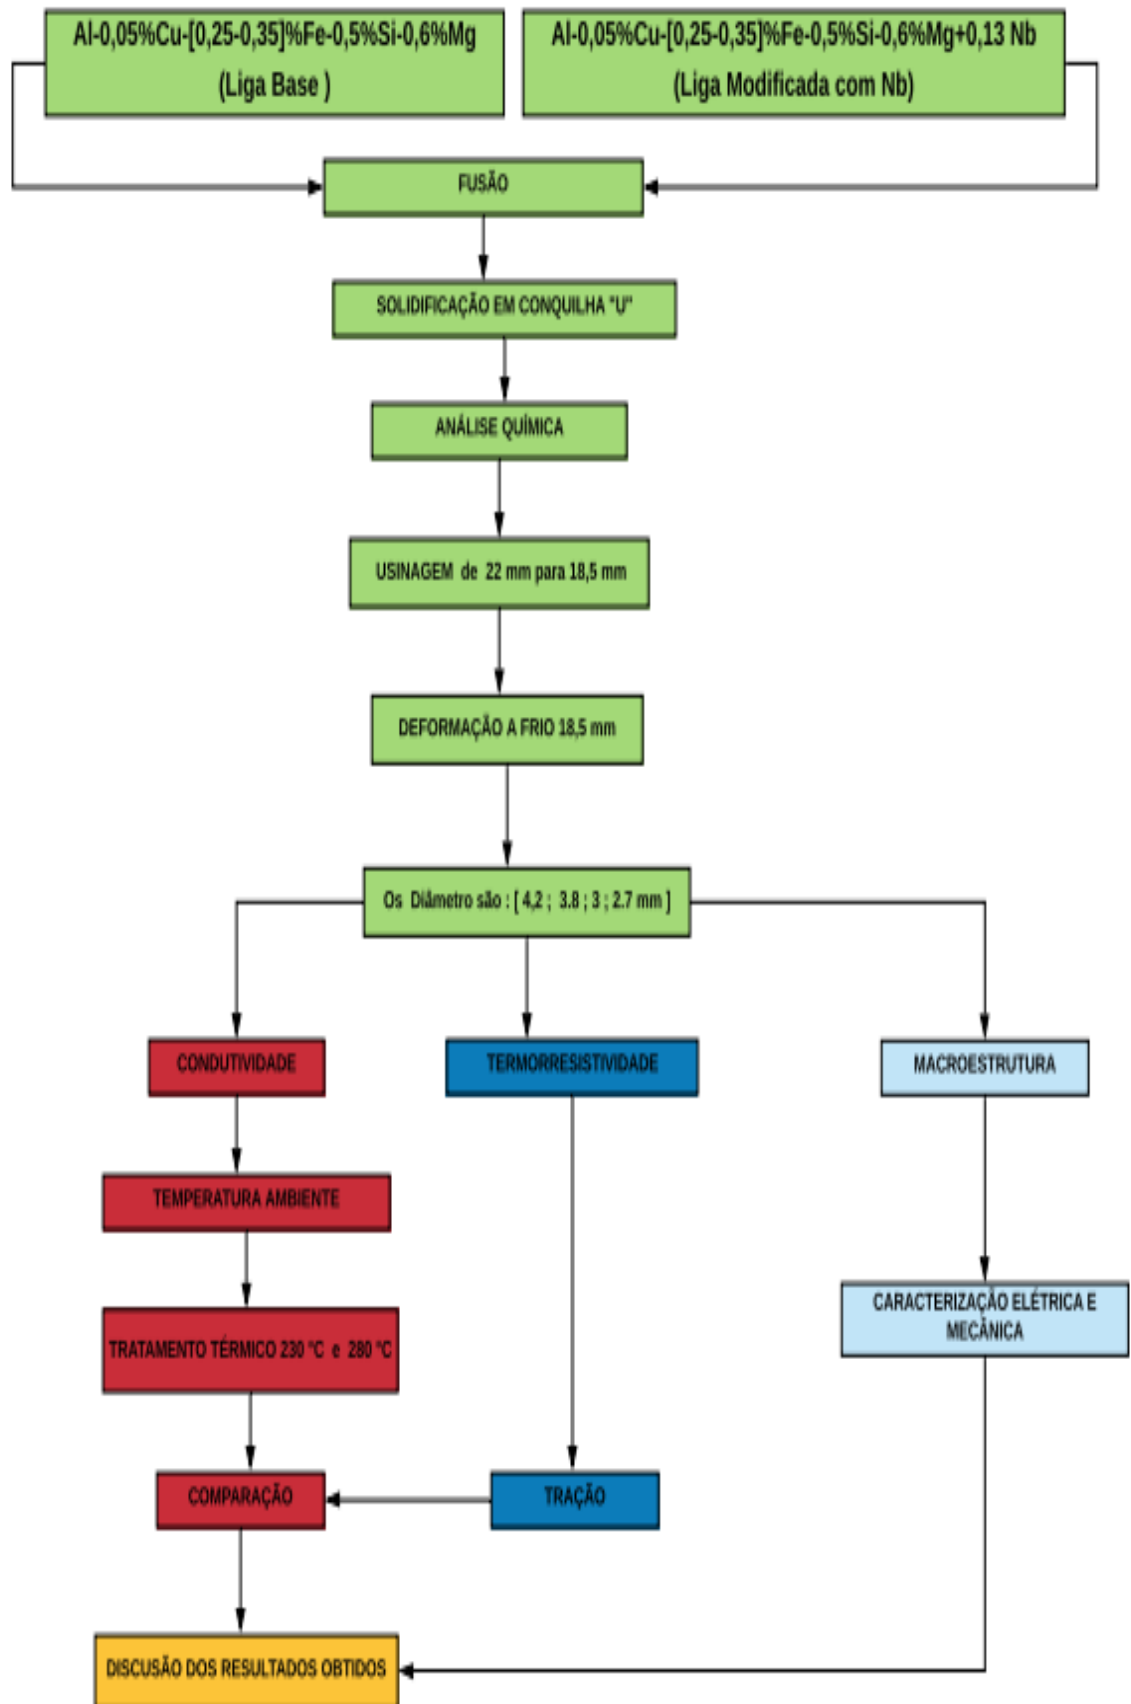 Al-0,05%Cu-[0,25-0,35]%Fe-0,5%Si-0,6%Mg
(Liga Base )
Al-0,05%Cu-[0,25-0,35]%Fe-0,5%Si-0,6%Mg+0,13 Nb
(Liga Modificada com Nb)
FUSÃO
SOLIDIFICAÇÃO EM CONQUILHA "U"
ANÁLISE QUÍMICA
USINAGEM de 22 mm para 18,5 mm
DEFORMAÇÃO A FRIO 18,5 mm
Os Diâmetro são : [ 4,2 ; 3.8 ; 3 ; 2.7 mm ]
CONDUTIVIDADE
TERMORRESISTIVIDADE
MACROESTRUTURA
TEMPERATURA AMBIENTE
CARACTERIZAÇÃO ELÉTRICA E
MECÂNICA
TRATAMENTO TÉRMICO 230 °C e 280 °C
COMPARAÇÃO
TRAÇÃO
DISCUSÃO DOS RESULTADOS OBTIDOS